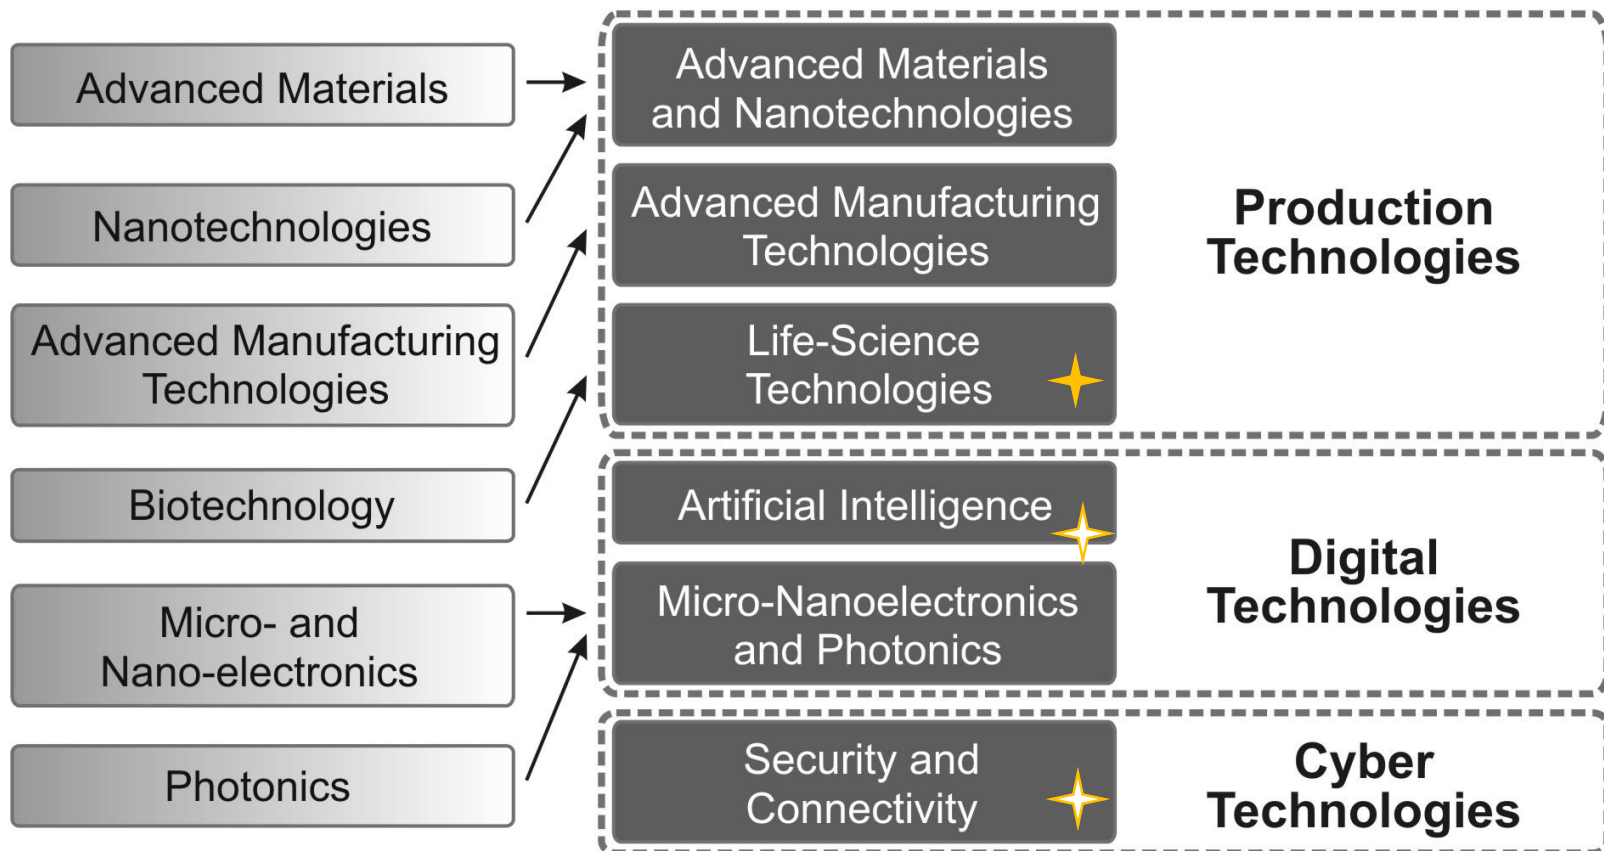 Advanced Materials
Nanotechnologies
Advanced Manufacturing
Technologies
Biotechnology
Micro- and
Nano-electronics
Photonics
Advanced Materials
and Nanotechnologies
Advanced Manufacturing
Technologies
Life-Science
Technologies
Production
Technologies
Artificial Intelligence
Micro-Nanoelectronics
and Photonics
Digital
Technologies
Security and
Connectivity
Cyber
Technologies